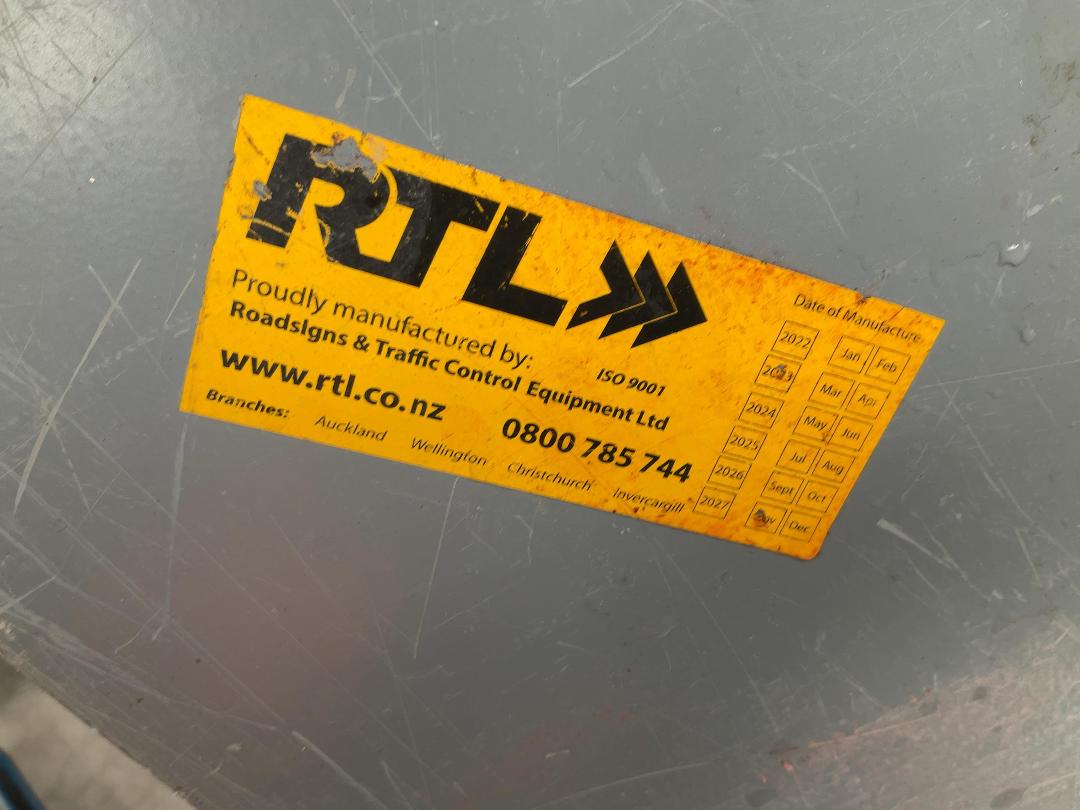 RTL
Proudly manufactured by:
Roadsigns & Traffic Control Equipment Ltd
ISO 9001
www.rtl.co.nz 0800 785 744
Branches: Auckland Wellington Christchurch Invercargill
Date of Manufacture
2022 Jan Feb
2023 Mar Apr
2024 May Jun
2025 Jul Aug
2026 Sept Oct
2027 Nov Dec